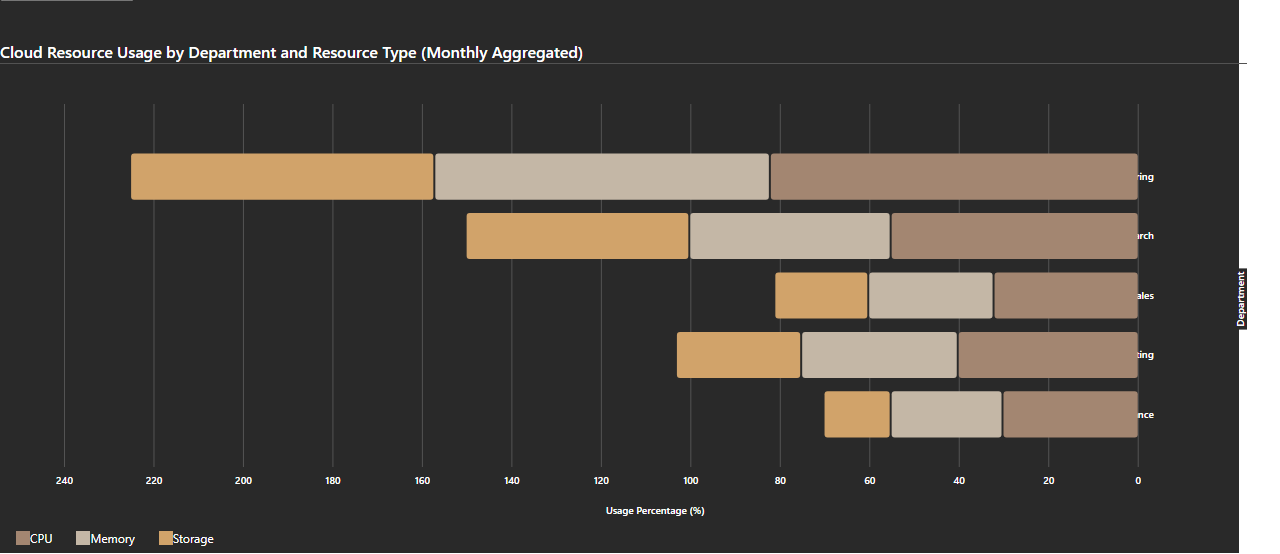 Cloud Resource Usage by Department and Resource Type (Monthly Aggregated)
ring
rch
ales
ting
nce
Department
240 220 200 180 160 140 120 100 80 60 40 20 0
Usage Percentage (%)
CPU Memory Storage